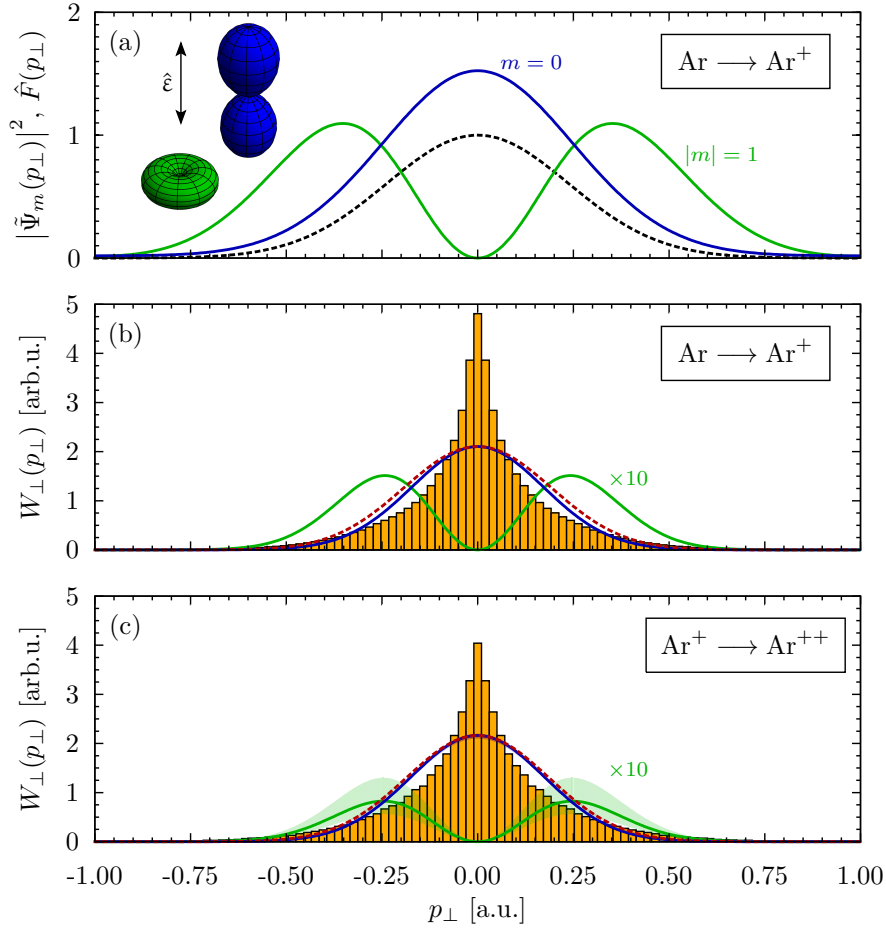 (a)
ε̂
m = 0
Ar ⟶ Ar⁺
|m| = 1
|Ψ̃ₘ(p⊥)|², F̂(p⊥)
2
1
0
(b)
Ar ⟶ Ar⁺
×10
W⊥(p⊥) [arb.u.]
5
4
3
2
1
0
(c)
Ar⁺ ⟶ Ar⁺⁺
×10
W⊥(p⊥) [arb.u.]
5
4
3
2
1
0
-1.00 -0.75 -0.50 -0.25 0.00 0.25 0.50 0.75 1.00
p⊥ [a.u.]